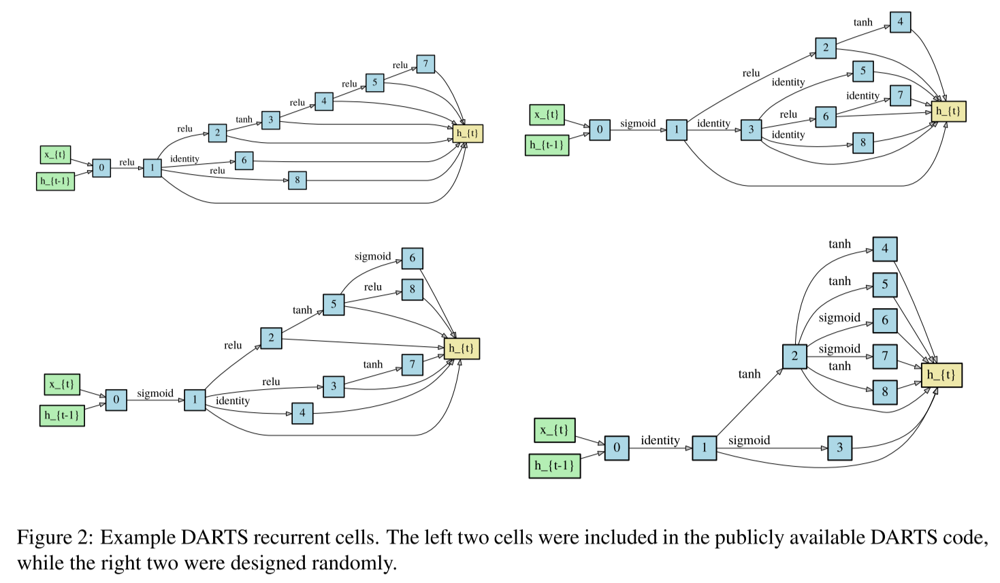 x_{t}
h_{t-1}
0
relu
1
relu
2
tanh
3
relu
4
relu
5
relu
7
identity
6
relu
8
h_{t}
x_{t}
h_{t-1}
0
sigmoid
1
relu
2
tanh
4
identity
3
identity
5
relu
6
identity
7
identity
8
h_{t}
x_{t}
h_{t-1}
0
sigmoid
1
relu
2
tanh
5
sigmoid
6
relu
8
relu
3
tanh
7
identity
4
h_{t}
x_{t}
h_{t-1}
0
identity
1
tanh
2
tanh
4
tanh
5
sigmoid
6
sigmoid
7
tanh
8
sigmoid
3
h_{t}
Figure 2: Example DARTS recurrent cells. The left two cells were included in the publicly available DARTS code,
while the right two were designed randomly.